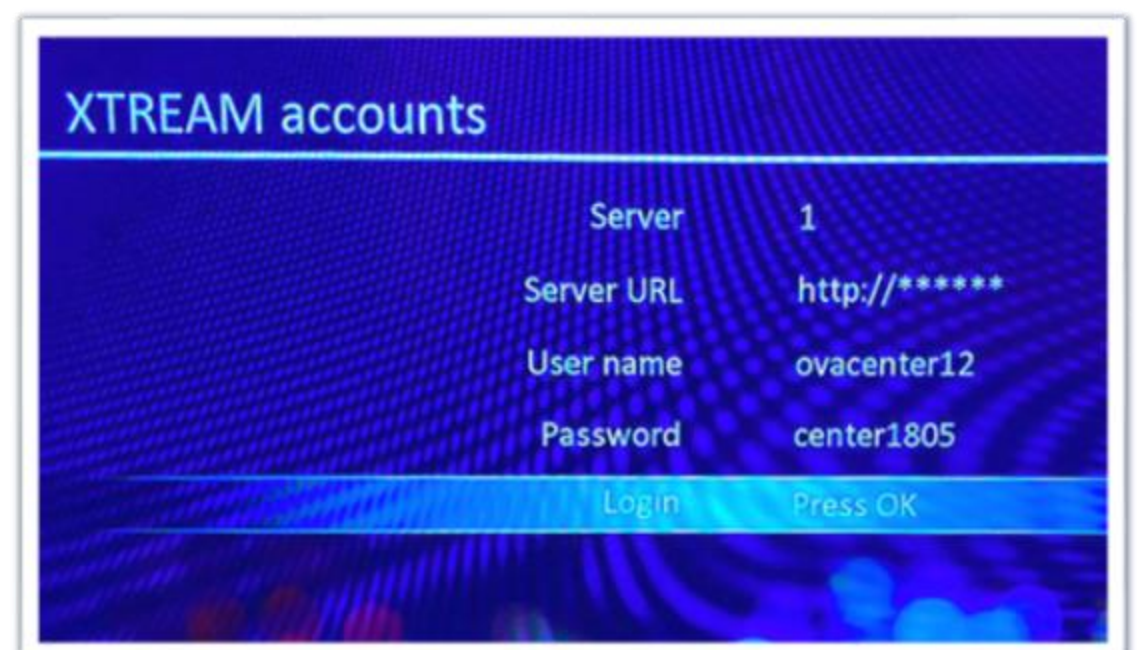 XTREAM accounts
Server 1
Server URL http://******
User name ovacenter12
Password center1805
Login Press OK